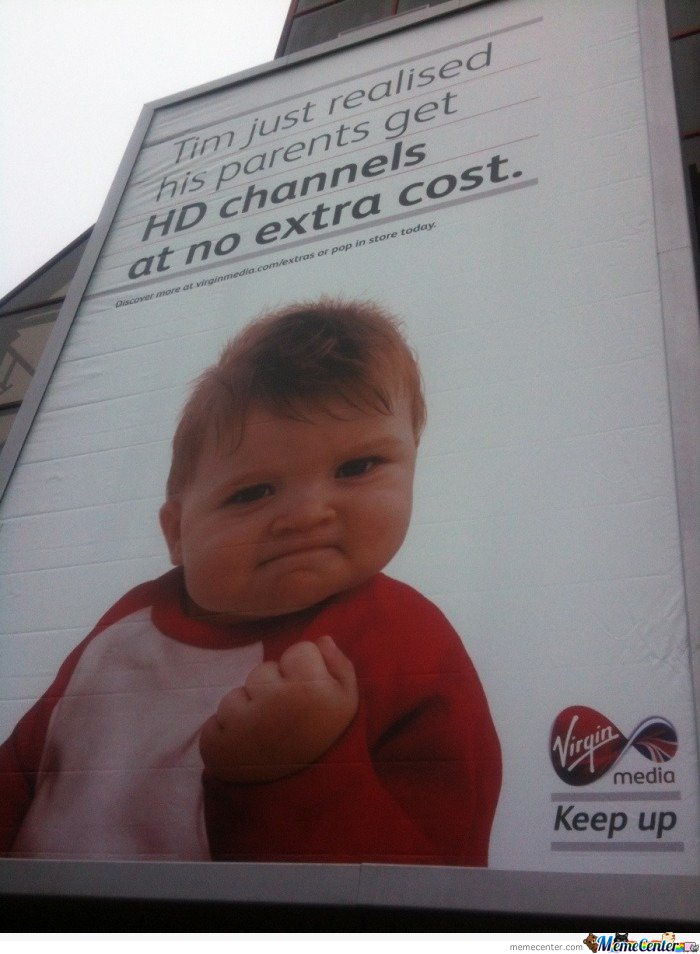 Tim just realised
his parents get
HD channels
at no extra cost.
Discover more at virginmedia.com/extras or pop in store today.
Virgin
media
Keep up
memecenter.com MemeCenter